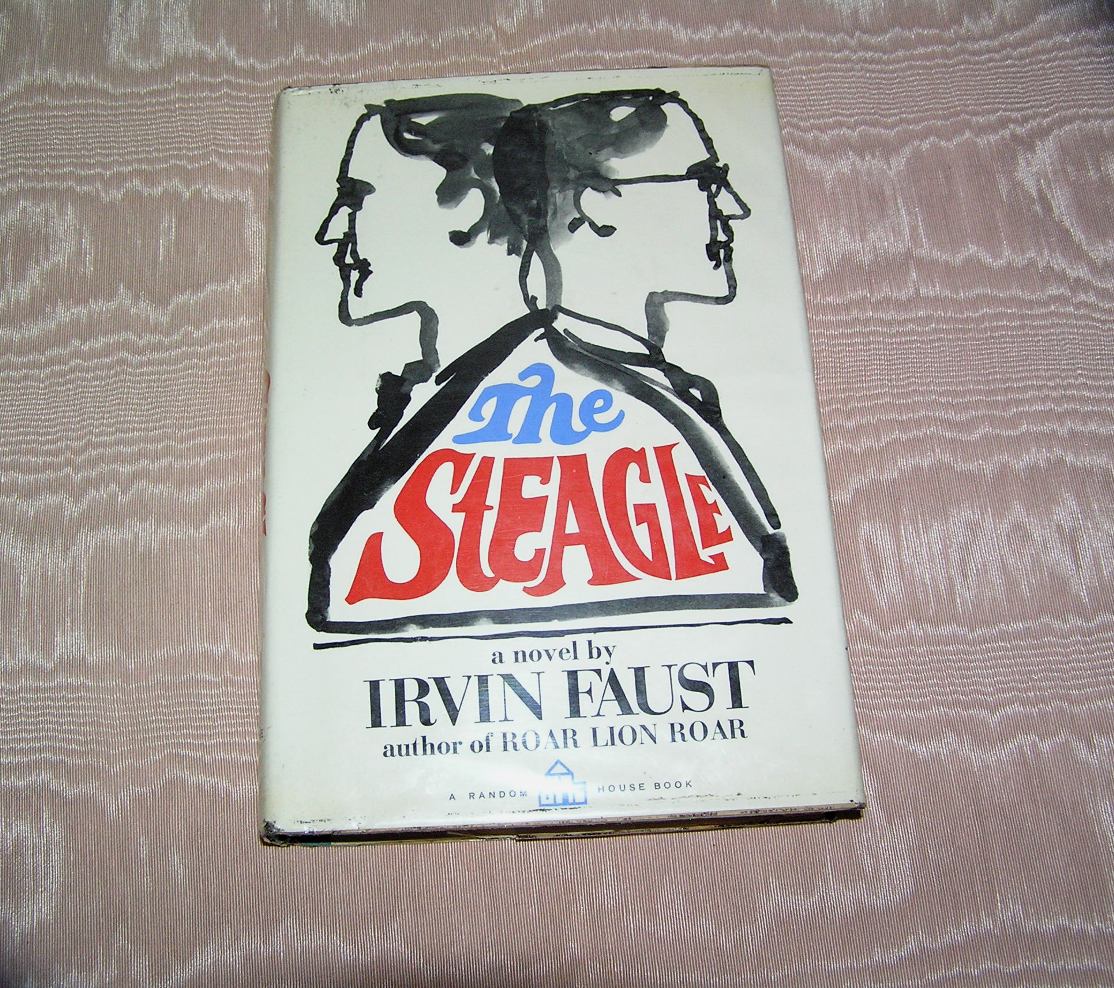 The
StEAGLE
a novel by
IRVIN FAUST
author of ROAR LION ROAR
A RANDOM HOUSE BOOK